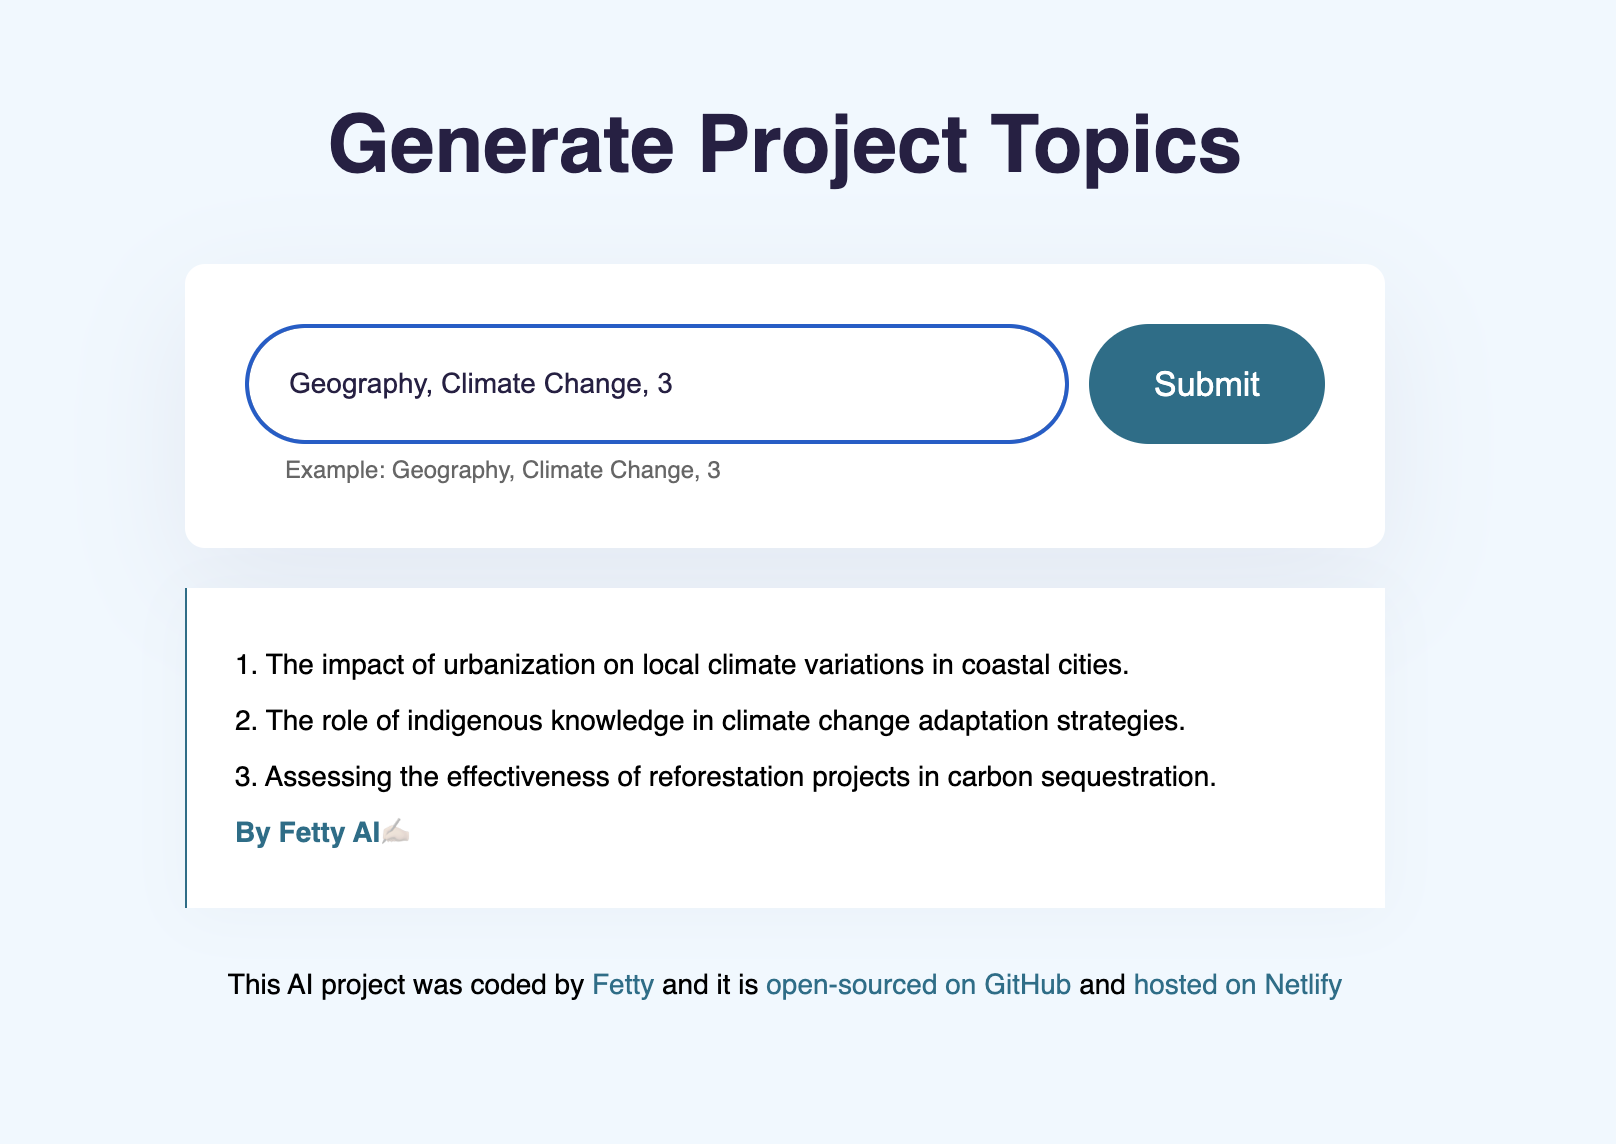 Generate Project Topics
Geography, Climate Change, 3
Submit
Example: Geography, Climate Change, 3
1. The impact of urbanization on local climate variations in coastal cities.
2. The role of indigenous knowledge in climate change adaptation strategies.
3. Assessing the effectiveness of reforestation projects in carbon sequestration.
By Fetty AI✍🏻
This AI project was coded by Fetty and it is open-sourced on GitHub and hosted on Netlify